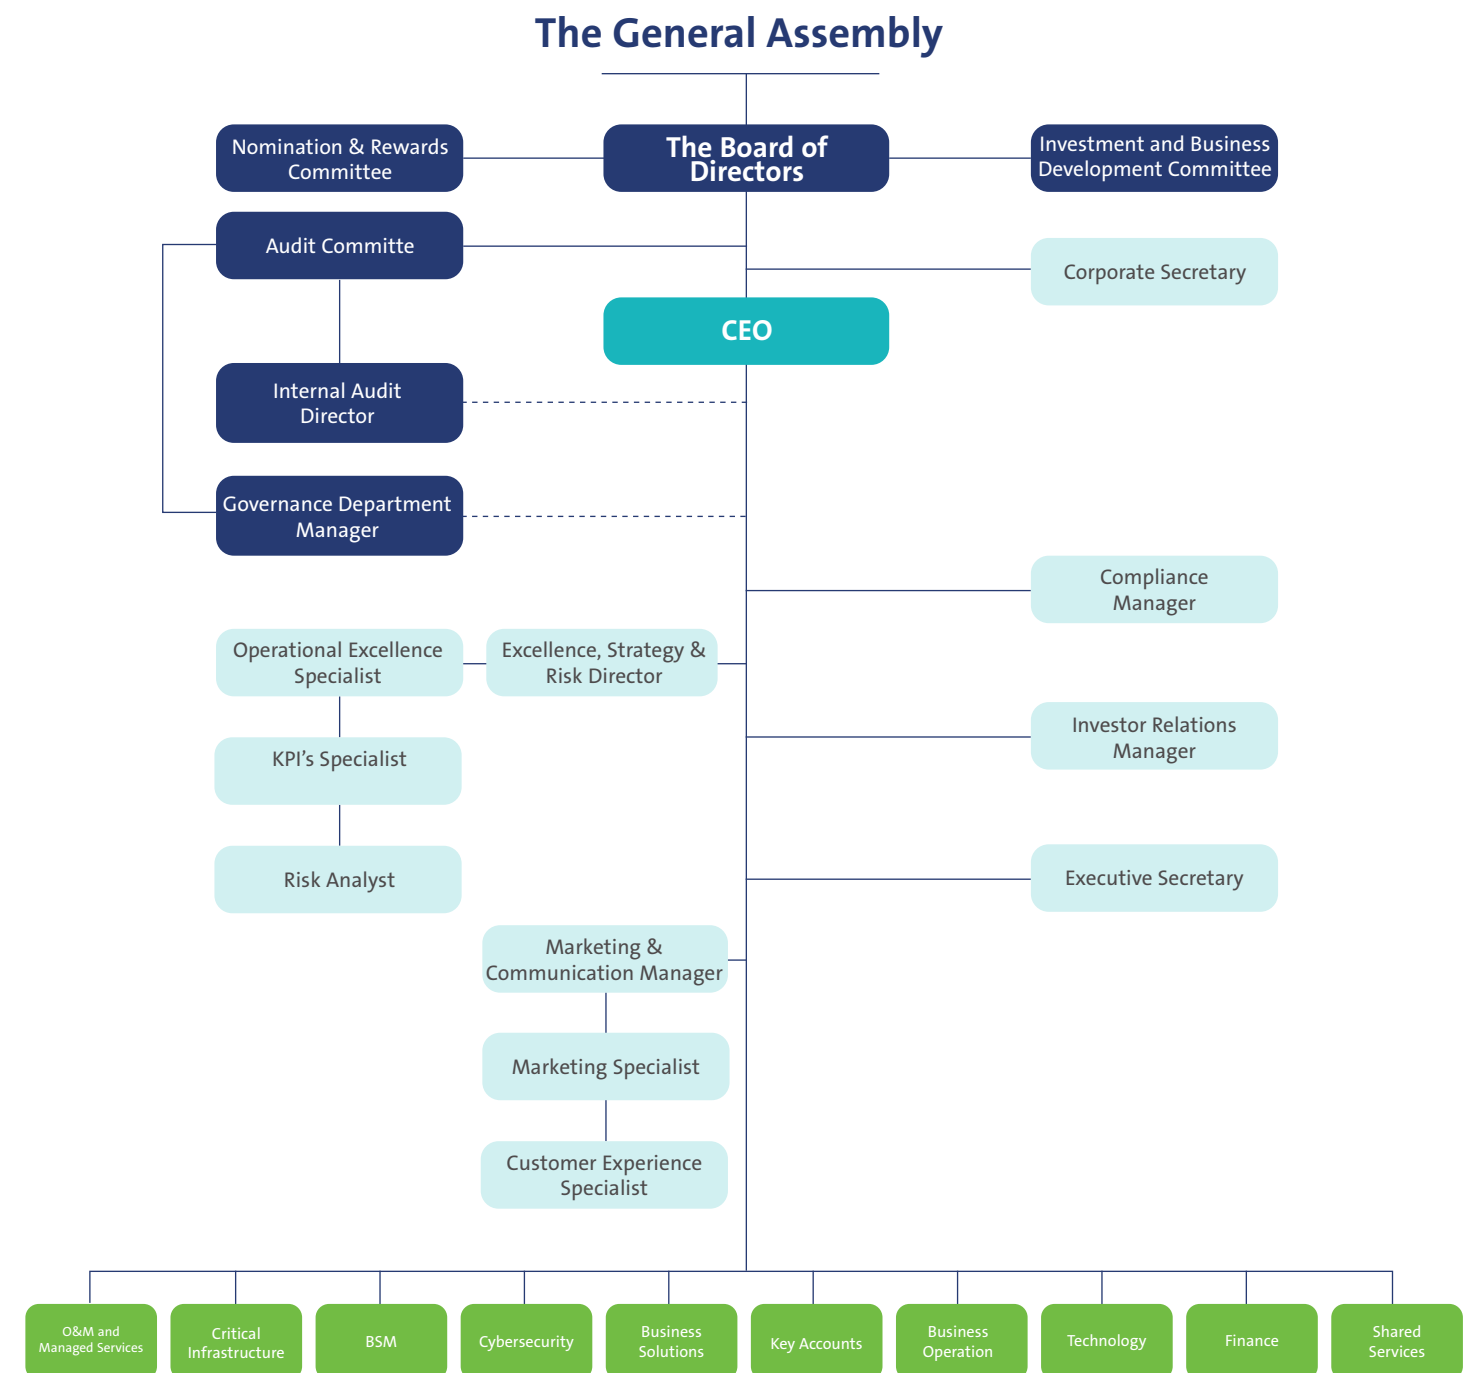 The General Assembly
Nomination & Rewards
Committee
The Board of
Directors
Investment and Business
Development Committee
Audit Committe
Corporate Secretary
CEO
Internal Audit
Director
Governance Department
Manager
Compliance
Manager
Operational Excellence
Specialist
Excellence, Strategy &
Risk Director
Investor Relations
Manager
KPI’s Specialist
Risk Analyst
Executive Secretary
Marketing &
Communication Manager
Marketing Specialist
Customer Experience
Specialist
O&M and
Managed Services
Critical
Infrastructure
BSM
Cybersecurity
Business
Solutions
Key Accounts
Business
Operation
Technology
Finance
Shared
Services